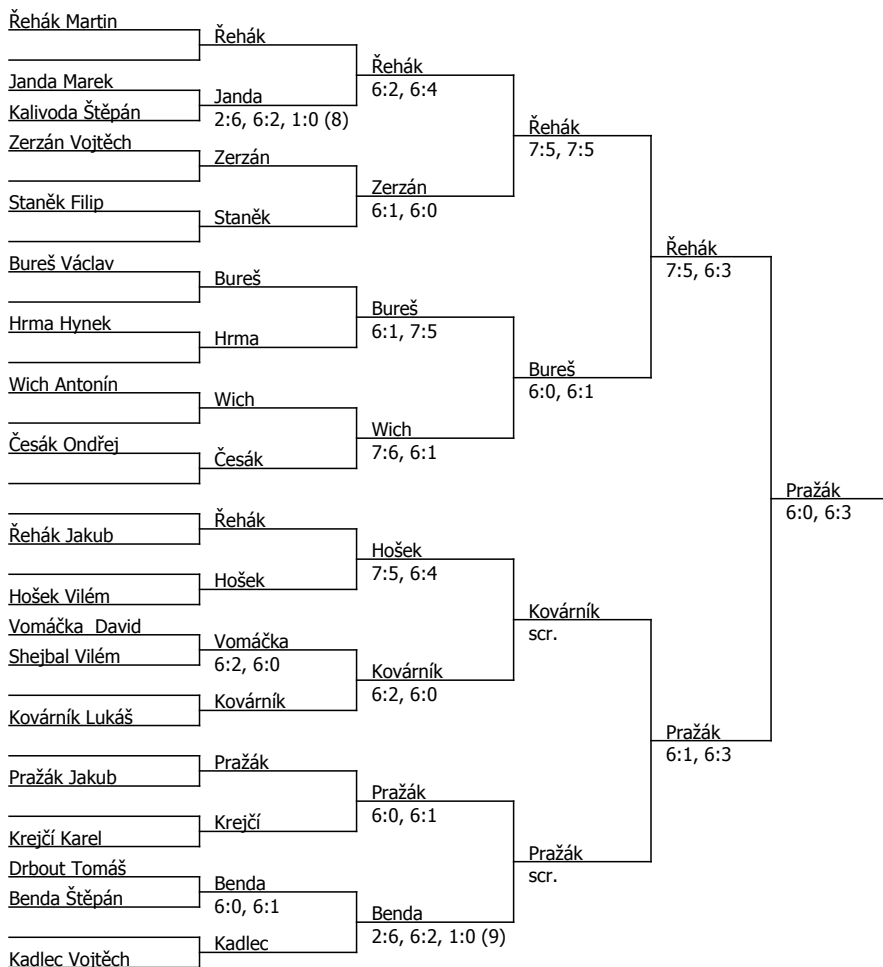 Řehák Martin
Řehák
Řehák
6:2, 6:4
Janda Marek
Janda
2:6, 6:2, 1:0 (8)
Kalivoda Štěpán
Řehák
7:5, 7:5
Zerzán Vojtěch
Zerzán
Zerzán
6:1, 6:0
Staněk Filip
Staněk
Řehák
7:5, 6:3
Bureš Václav
Bureš
Bureš
6:1, 7:5
Hrma Hynek
Hrma
Bureš
6:0, 6:1
Wich Antonín
Wich
Wich
7:6, 6:1
Česák Ondřej
Česák
Pražák
6:0, 6:3
Řehák
Řehák Jakub
Hošek
7:5, 6:4
Hošek
Hošek Vilém
Kovárník
scr.
Vomáčka David
Vomáčka
6:2, 6:0
Shejbal Vilém
Kovárník
6:2, 6:0
Kovárník
Kovárník Lukáš
Pražák
6:1, 6:3
Pražák
Pražák Jakub
Pražák
6:0, 6:1
Krejčí
Krejčí Karel
Pražák
scr.
Drbout Tomáš
Benda
6:0, 6:1
Benda Štěpán
Benda
2:6, 6:2, 1:0 (9)
Kadlec
Kadlec Vojtěch